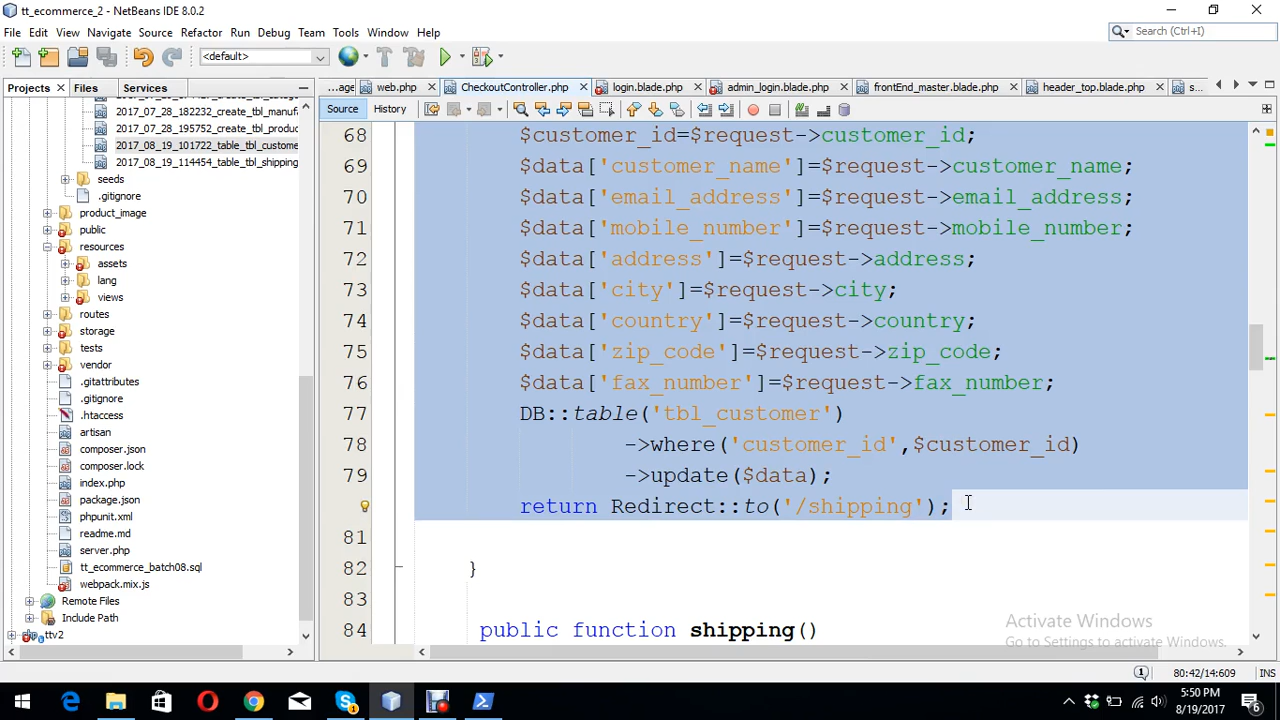 tt_ecommerce_2 - NetBeans IDE 8.0.2
File Edit View Navigate Source Refactor Run Debug Team Tools Window Help
Search (Ctrl+I)
<default>
Projects Files Services
...age web.php CheckoutController.php login.blade.php admin_login.blade.php frontEnd_master.blade.php header_top.blade.php s...
Source History
2017_07_28_182232_create_tbl_manuf
2017_07_28_195752_create_tbl_produc
2017_08_19_101722_table_tbl_custome
2017_08_19_114454_table_tbl_shipping
seeds
.gitignore
product_image
public
resources
assets
lang
views
routes
storage
tests
vendor
.gitattributes
.gitignore
.htaccess
artisan
composer.json
composer.lock
index.php
package.json
phpunit.xml
readme.md
server.php
tt_ecommerce_batch08.sql
webpack.mix.js
Remote Files
Include Path
ttv2
68 $customer_id=$request->customer_id;
69 $data['customer_name']=$request->customer_name;
70 $data['email_address']=$request->email_address;
71 $data['mobile_number']=$request->mobile_number;
72 $data['address']=$request->address;
73 $data['city']=$request->city;
74 $data['country']=$request->country;
75 $data['zip_code']=$request->zip_code;
76 $data['fax_number']=$request->fax_number;
77 DB::table('tbl_customer')
78 ->where('customer_id',$customer_id)
79 ->update($data);
return Redirect::to('/shipping');
81
82 }
83
84 public function shipping()
Activate Windows
Go to Settings to activate Windows.
1 80:42/14:609 INS
5:50 PM
8/19/2017
6